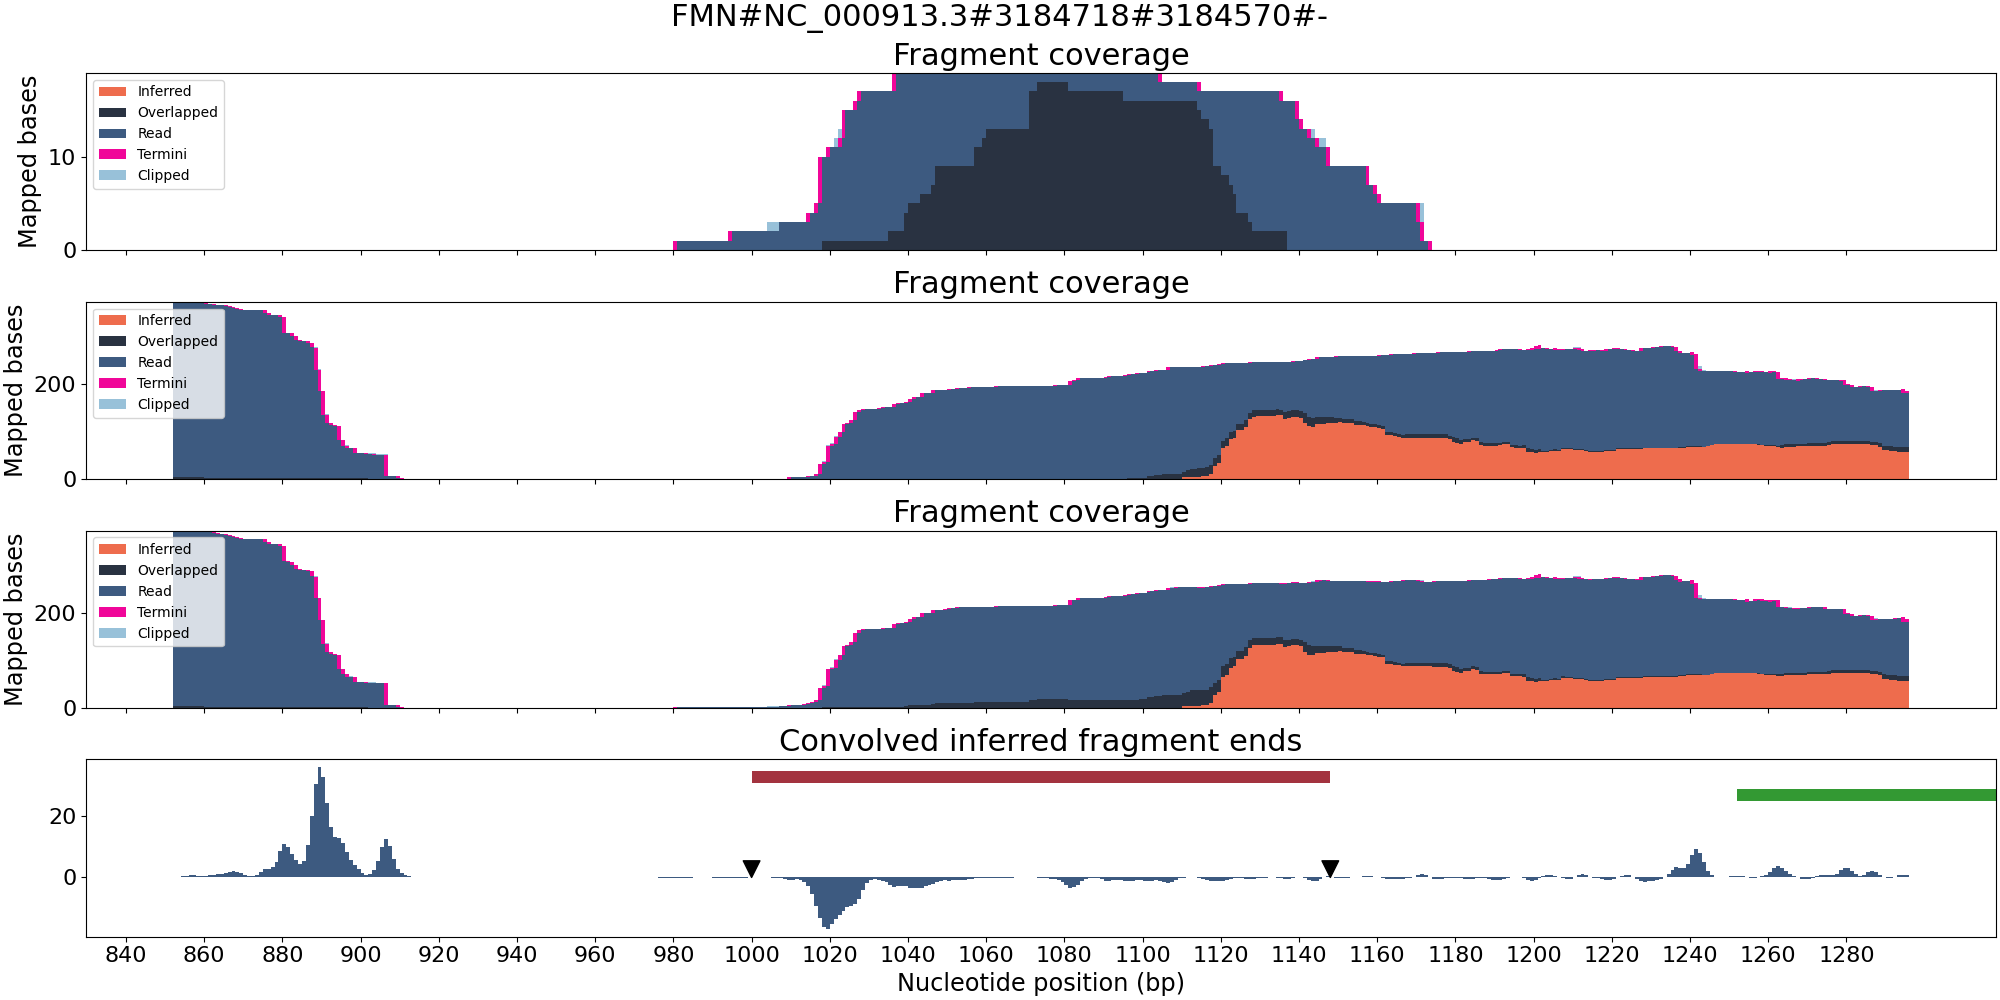 FMN#NC_000913.3#3184718#3184570#-
Fragment coverage
Mapped bases
10
0
Inferred
Overlapped
Read
Termini
Clipped
Fragment coverage
Mapped bases
200
0
Inferred
Overlapped
Read
Termini
Clipped
Fragment coverage
Mapped bases
200
0
Inferred
Overlapped
Read
Termini
Clipped
Convolved inferred fragment ends
20
0
840 860 880 900 920 940 960 980 1000 1020 1040 1060 1080 1100 1120 1140 1160 1180 1200 1220 1240 1260 1280
Nucleotide position (bp)